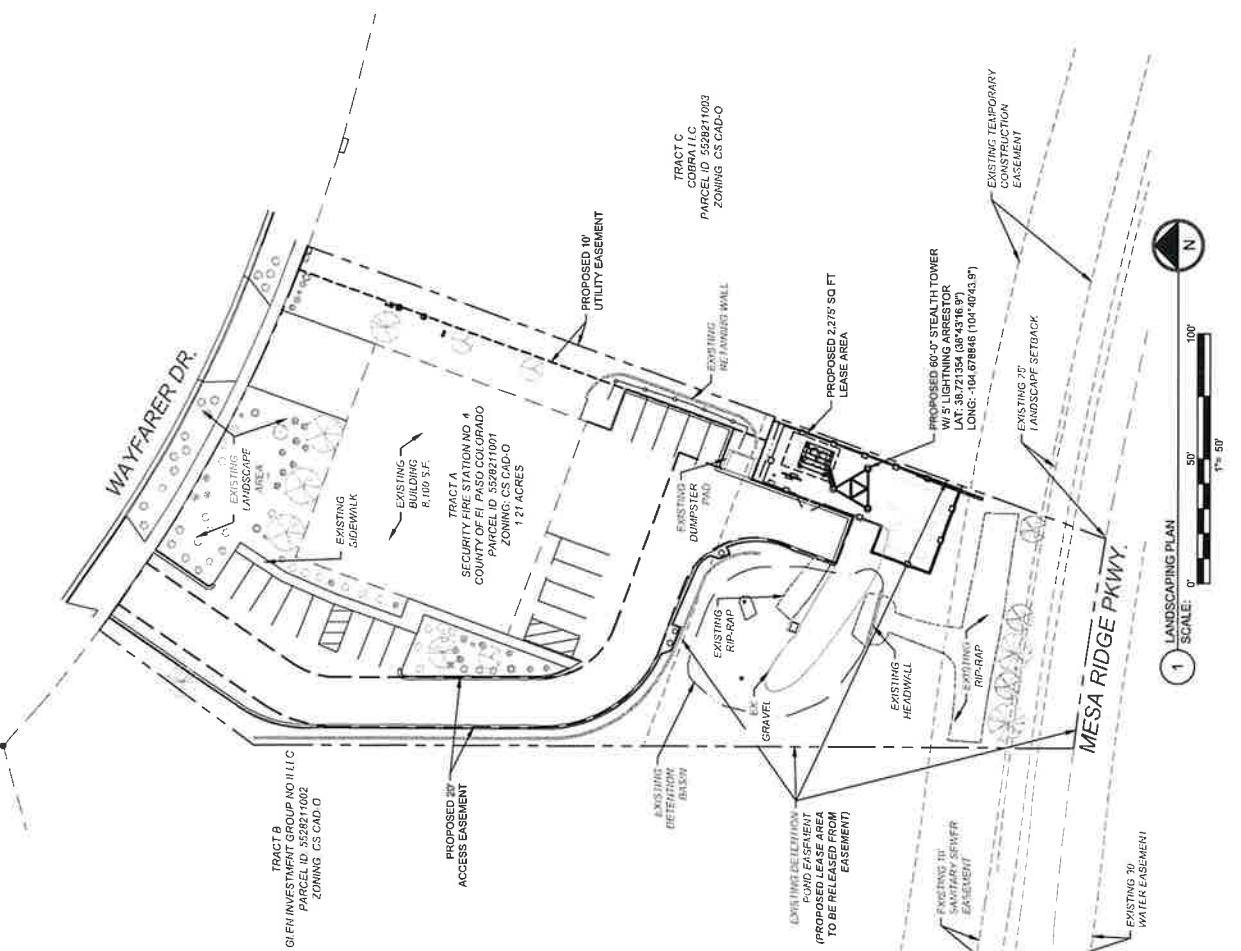 WAYFARER DR.
EXISTING
LANDSCAPE
AREA
EXISTING
SIDEWALK
EXISTING
BUILDING
8,100 S.F.
TRACT A
SECURITY FIRE STATION NO. 4
COUNTY OF EL PASO COLORADO
PARCEL ID 5528211001
ZONING: CS CAD-O
1.21 ACRES
PROPOSED 10'
UTILITY EASEMENT
TRACT C
COBRA LLC
PARCEL ID 5528211003
ZONING CS CAD-O
EXISTING
RETAINING WALL
PROPOSED 2,275' SQ FT
LEASE AREA
PROPOSED 60'-0" STEALTH TOWER
W/ 5' LIGHTNING ARRESTOR
LAT: 38.721354 (38°43'16.9")
LONG: -104.678846 (104°40'43.9")
EXISTING TEMPORARY
CONSTRUCTION
EASEMENT
EXISTING
LANDSCAPE SETBACK
EXISTING
DUMPSTER
PAD
TRACT B
GLEN INVESTMENT GROUP NO II LLC
PARCEL ID 5528211002
ZONING CS CAD-O
PROPOSED 20'
ACCESS EASEMENT
EXISTING
RIP-RAP
EX
GRAVEL
EXISTING
HEADWALL
EXISTING
RIP-RAP
EXISTING
DETENTION
BASIN
EXISTING DETENTION
POND EASEMENT
(PROPOSED LEASE AREA
TO BE RELEASED FROM
EASEMENT)
EXISTING 10'
SANITARY SEWER
EASEMENT
EXISTING 30'
WATER EASEMENT
MESA RIDGE PKWY.
1
LANDSCAPING PLAN
SCALE:
0' 50' 100'
1"= 50'
N